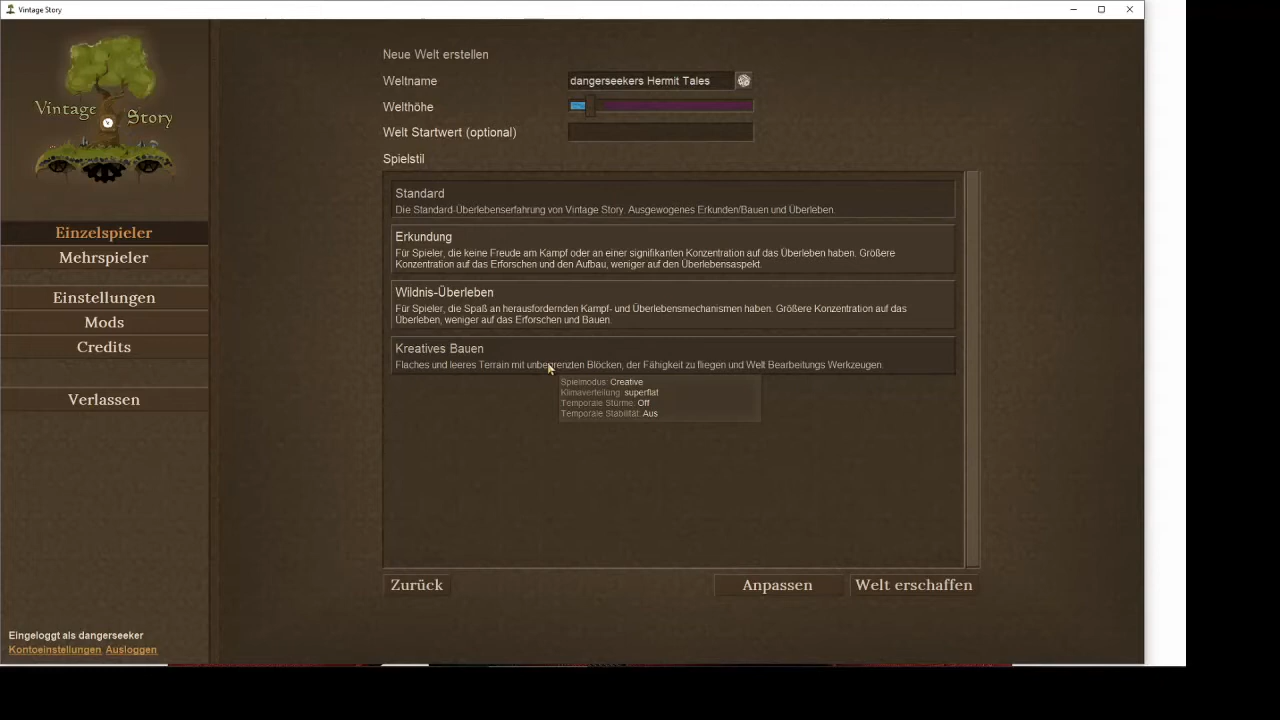 Vintage Story
Vintage Story
Neue Welt erstellen
Weltname dangerseekers Hermit Tales
Welthöhe
Welt Startwert (optional)
Spielstil
Standard
Die Standard-Überlebenserfahrung von Vintage Story. Ausgewogenes Erkunden/Bauen und Überleben.
Erkundung
Für Spieler, die keine Freude am Kampf oder an einer signifikanten Konzentration auf das Überleben haben. Größere
Konzentration auf das Erforschen und den Aufbau, weniger auf den Überlebensaspekt.
Wildnis-Überleben
Für Spieler, die Spaß an herausfordernden Kampf- und Überlebensmechanismen haben. Größere Konzentration auf das
Überleben, weniger auf das Erforschen und Bauen.
Kreatives Bauen
Flaches und leeres Terrain mit unbegrenzten Blöcken, der Fähigkeit zu fliegen und Welt Bearbeitungs Werkzeugen.
Spielmodus: Creative
Klimaverteilung: superflat
Temporale Stürme: Off
Temporale Stabilität: Aus
Einzelspieler
Mehrspieler
Einstellungen
Mods
Credits
Verlassen
Zurück Anpassen Welt erschaffen
Eingeloggt als dangerseeker
Kontoeinstellungen Ausloggen